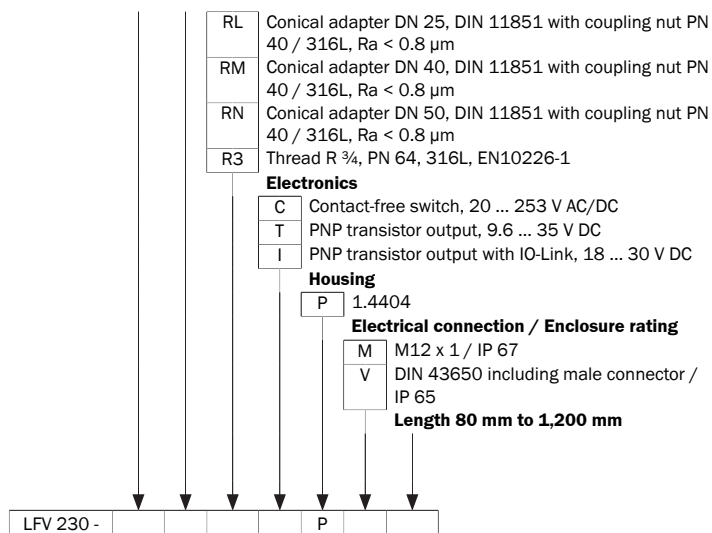 RL Conical adapter DN 25, DIN 11851 with coupling nut PN
40 / 316L, Ra < 0.8 μm
RM Conical adapter DN 40, DIN 11851 with coupling nut PN
40 / 316L, Ra < 0.8 μm
RN Conical adapter DN 50, DIN 11851 with coupling nut PN
40 / 316L, Ra < 0.8 μm
R3 Thread R ¾, PN 64, 316L, EN10226-1
Electronics
C Contact-free switch, 20 ... 253 V AC/DC
T PNP transistor output, 9.6 ... 35 V DC
I PNP transistor output with IO-Link, 18 ... 30 V DC
Housing
P 1.4404
Electrical connection / Enclosure rating
M M12 x 1 / IP 67
V DIN 43650 including male connector /
IP 65
Length 80 mm to 1,200 mm
LFV 230 - P